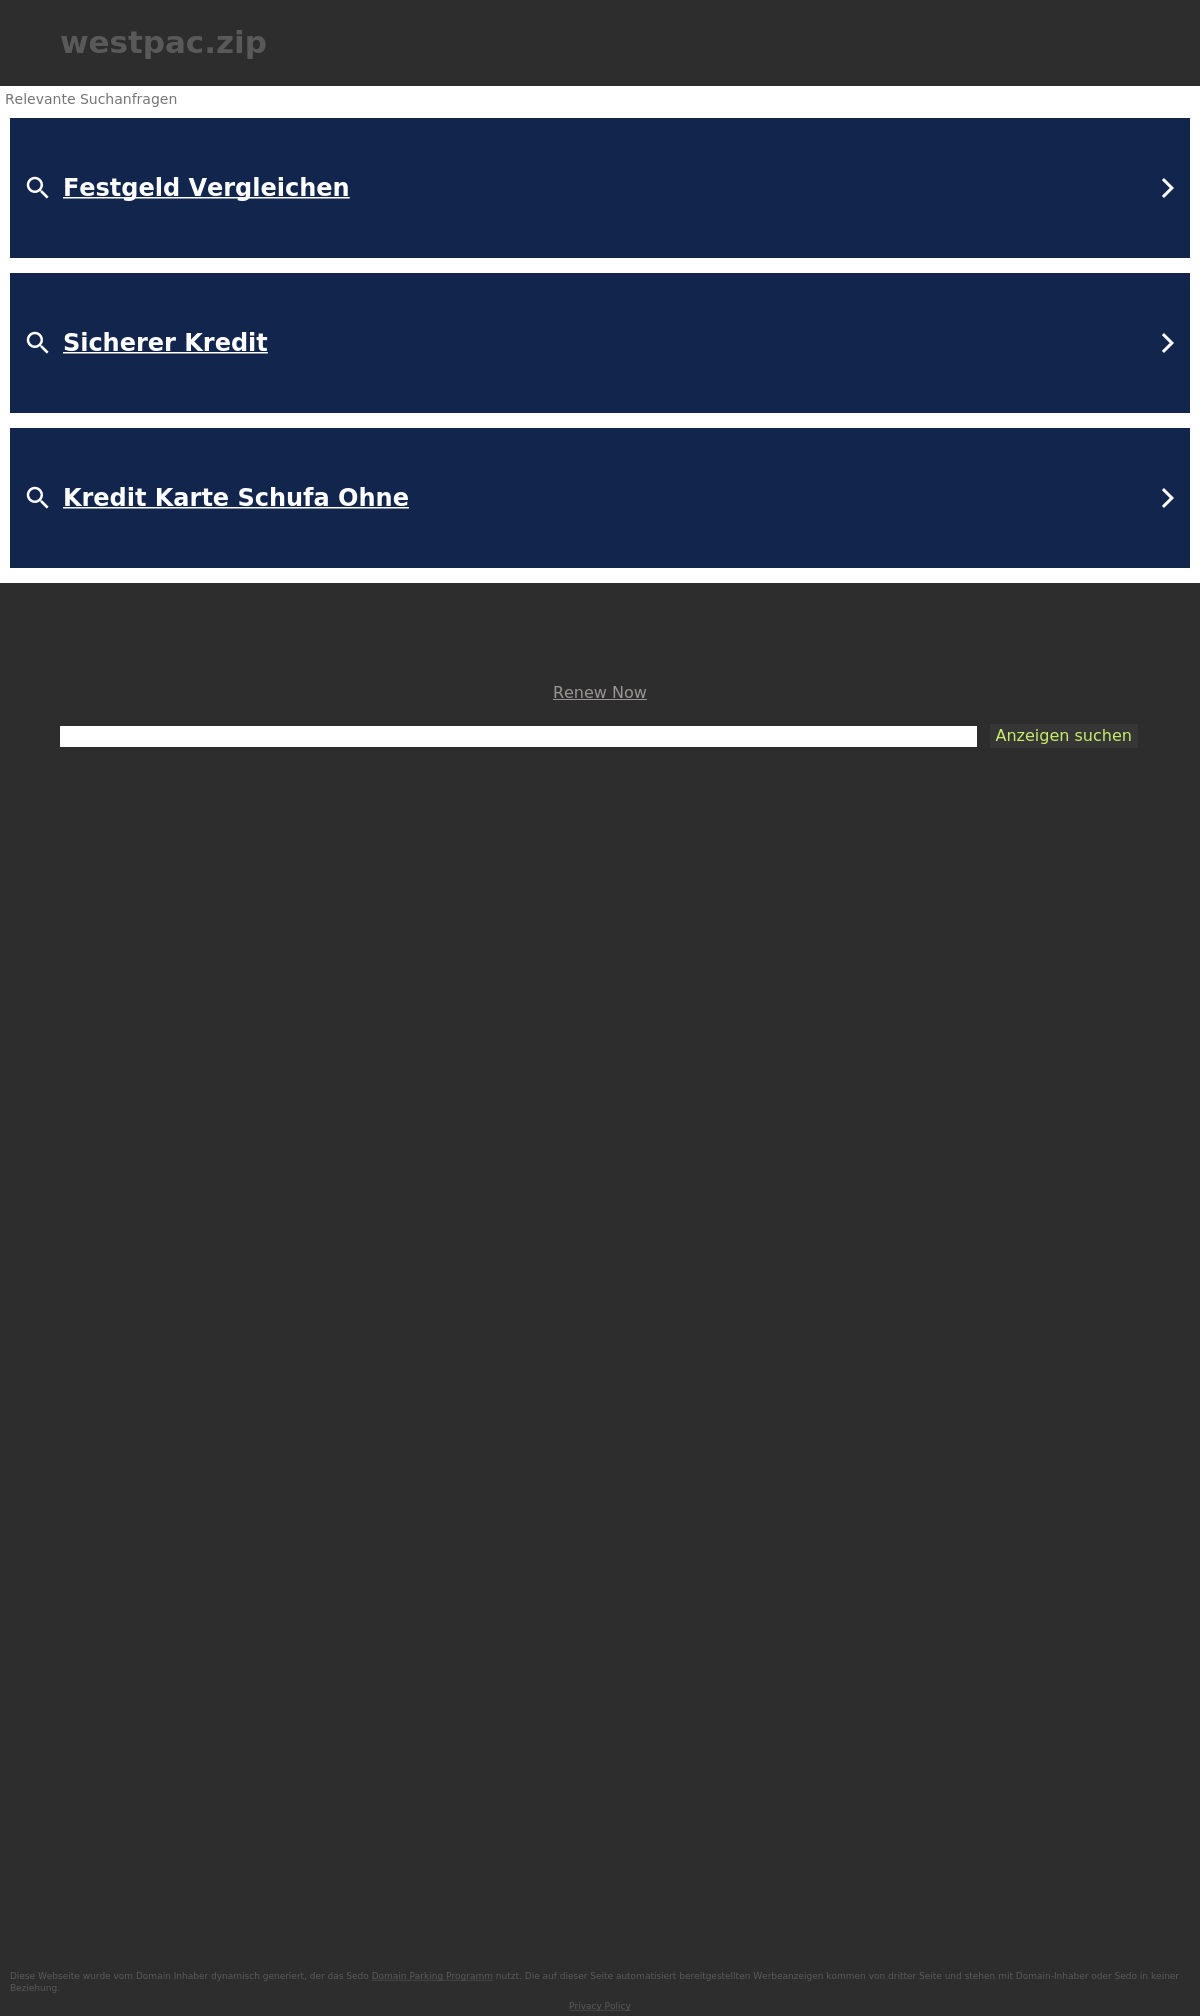 westpac.zip
Relevante Suchanfragen
Festgeld Vergleichen
Sicherer Kredit
Kredit Karte Schufa Ohne
Renew Now
Anzeigen suchen
Diese Webseite wurde vom Domain Inhaber dynamisch generiert, der das Sedo Domain Parking Programm nutzt. Die auf dieser Seite automatisiert bereitgestellten Werbeanzeigen kommen von dritter Seite und stehen mit Domain-Inhaber oder Sedo in keiner
Beziehung.
Privacy Policy